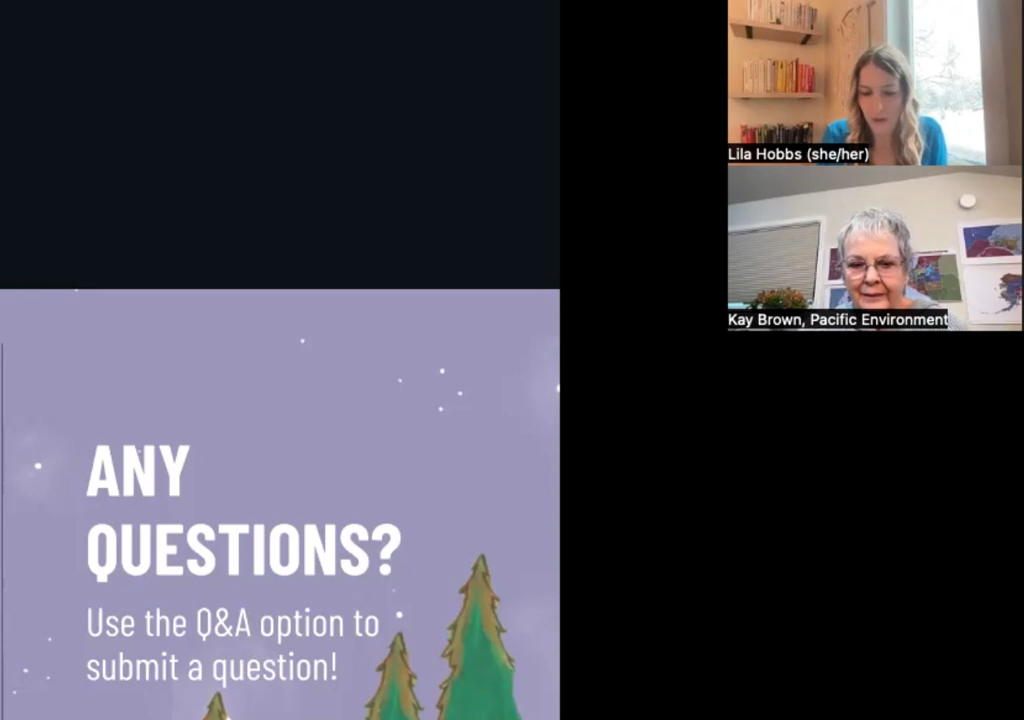 Lila Hobbs (she/her)
Kay Brown, Pacific Environment
ANY
QUESTIONS?
Use the Q&A option to
submit a question!